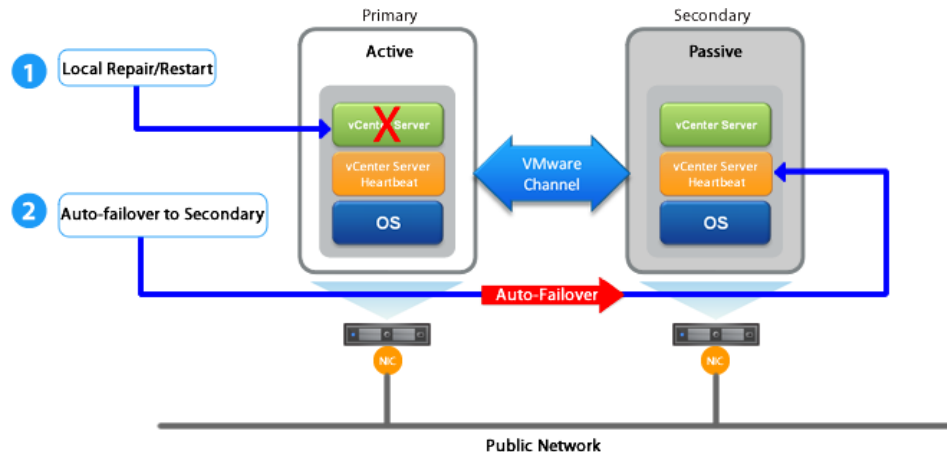 Primary
Secondary
Active
Passive
1
Local Repair/Restart
vCenter Server
X
vCenter Server
Heartbeat
OS
VMware
Channel
vCenter Server
vCenter Server
Heartbeat
OS
2
Auto-failover to Secondary
Auto-Failover
NIC
NIC
Public Network